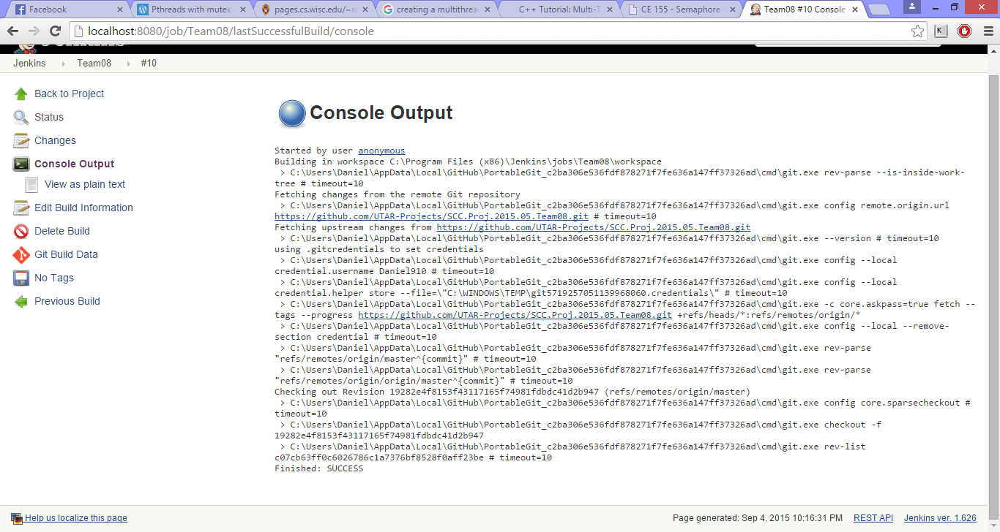 Facebook
Pthreads with mutex a
pages.cs.wisc.edu/~r
creating a multithrea
C++ Tutorial: Multi-T
CE 155 - Semaphore
Team08 #10 Console
localhost:8080/job/Team08/lastSuccessfulBuild/console
Jenkins
Jenkins Team08 #10
Back to Project
Status
Changes
Console Output
View as plain text
Edit Build Information
Delete Build
Git Build Data
No Tags
Previous Build
Console Output
Started by user anonymous
Building in workspace C:\Program Files (x86)\Jenkins\jobs\Team08\workspace
> C:\Users\Daniel\AppData\Local\GitHub\PortableGit_c2ba306e536fdf878271f7fe636a147ff37326ad\cmd\git.exe rev-parse --is-inside-work-
tree # timeout=10
Fetching changes from the remote Git repository
> C:\Users\Daniel\AppData\Local\GitHub\PortableGit_c2ba306e536fdf878271f7fe636a147ff37326ad\cmd\git.exe config remote.origin.url
https://github.com/UTAR-Projects/SCC.Proj.2015.05.Team08.git # timeout=10
Fetching upstream changes from https://github.com/UTAR-Projects/SCC.Proj.2015.05.Team08.git
> C:\Users\Daniel\AppData\Local\GitHub\PortableGit_c2ba306e536fdf878271f7fe636a147ff37326ad\cmd\git.exe --version # timeout=10
using .gitcredentials to set credentials
> C:\Users\Daniel\AppData\Local\GitHub\PortableGit_c2ba306e536fdf878271f7fe636a147ff37326ad\cmd\git.exe config --local
credential.username Daniel910 # timeout=10
> C:\Users\Daniel\AppData\Local\GitHub\PortableGit_c2ba306e536fdf878271f7fe636a147ff37326ad\cmd\git.exe config --local
credential.helper store --file=\"C:\WINDOWS\TEMP\git5719257051139968060.credentials\" # timeout=10
> C:\Users\Daniel\AppData\Local\GitHub\PortableGit_c2ba306e536fdf878271f7fe636a147ff37326ad\cmd\git.exe -c core.askpass=true fetch --
tags --progress https://github.com/UTAR-Projects/SCC.Proj.2015.05.Team08.git +refs/heads/*:refs/remotes/origin/*
> C:\Users\Daniel\AppData\Local\GitHub\PortableGit_c2ba306e536fdf878271f7fe636a147ff37326ad\cmd\git.exe config --local --remove-
section credential # timeout=10
> C:\Users\Daniel\AppData\Local\GitHub\PortableGit_c2ba306e536fdf878271f7fe636a147ff37326ad\cmd\git.exe rev-parse
"refs/remotes/origin/master^{commit}" # timeout=10
> C:\Users\Daniel\AppData\Local\GitHub\PortableGit_c2ba306e536fdf878271f7fe636a147ff37326ad\cmd\git.exe rev-parse
"refs/remotes/origin/origin/master^{commit}" # timeout=10
Checking out Revision 19282e4f8153f43117165f74981fdbdc41d2b947 (refs/remotes/origin/master)
> C:\Users\Daniel\AppData\Local\GitHub\PortableGit_c2ba306e536fdf878271f7fe636a147ff37326ad\cmd\git.exe config core.sparsecheckout #
timeout=10
> C:\Users\Daniel\AppData\Local\GitHub\PortableGit_c2ba306e536fdf878271f7fe636a147ff37326ad\cmd\git.exe checkout -f
19282e4f8153f43117165f74981fdbdc41d2b947
> C:\Users\Daniel\AppData\Local\GitHub\PortableGit_c2ba306e536fdf878271f7fe636a147ff37326ad\cmd\git.exe rev-list
c07cb63ff0c6026786c1a7376bf8528f0aff23be # timeout=10
Finished: SUCCESS
Help us localize this page
Page generated: Sep 4, 2015 10:16:31 PM REST API Jenkins ver. 1.626